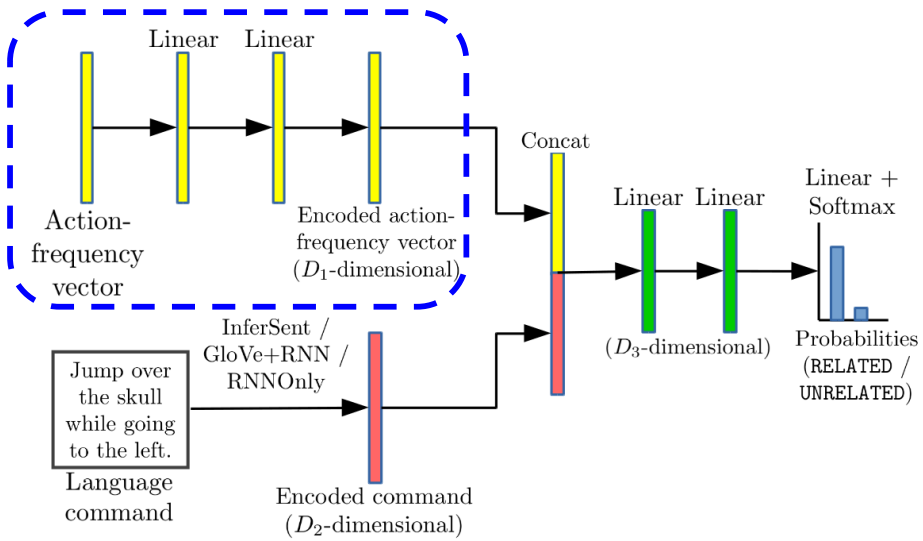 Linear Linear
Action-
frequency
vector
Encoded action-
frequency vector
(D₁-dimensional)
InferSent /
GloVe+RNN /
RNNOnly
Jump over
the skull
while going
to the left.
Language
command
Encoded command
(D₂-dimensional)
Concat
Linear Linear
(D₃-dimensional)
Linear +
Softmax
Probabilities
(RELATED /
UNRELATED)